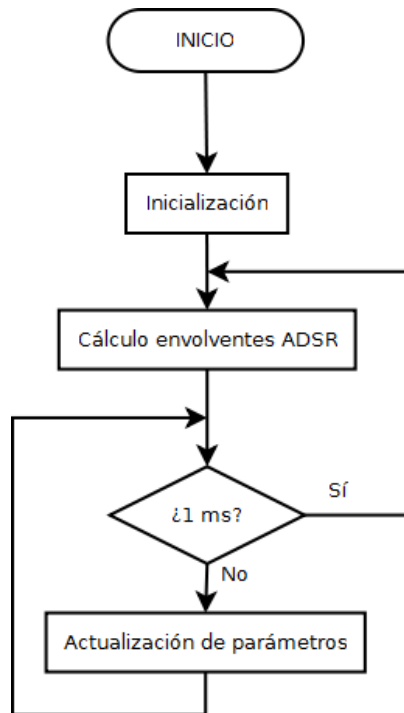 INICIO
Inicialización
Cálculo envolventes ADSR
Sí
¿1 ms?
No
Actualización de parámetros